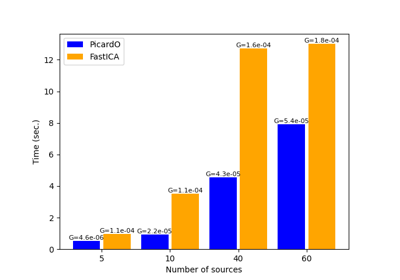 PicardO
FastICA
G=4.6e-06
G=1.1e-04
G=2.2e-05
G=1.1e-04
G=4.3e-05
G=1.6e-04
G=5.4e-05
G=1.8e-04
12
10
8
6
4
2
0
Time (sec.)
5
10
40
60
Number of sources